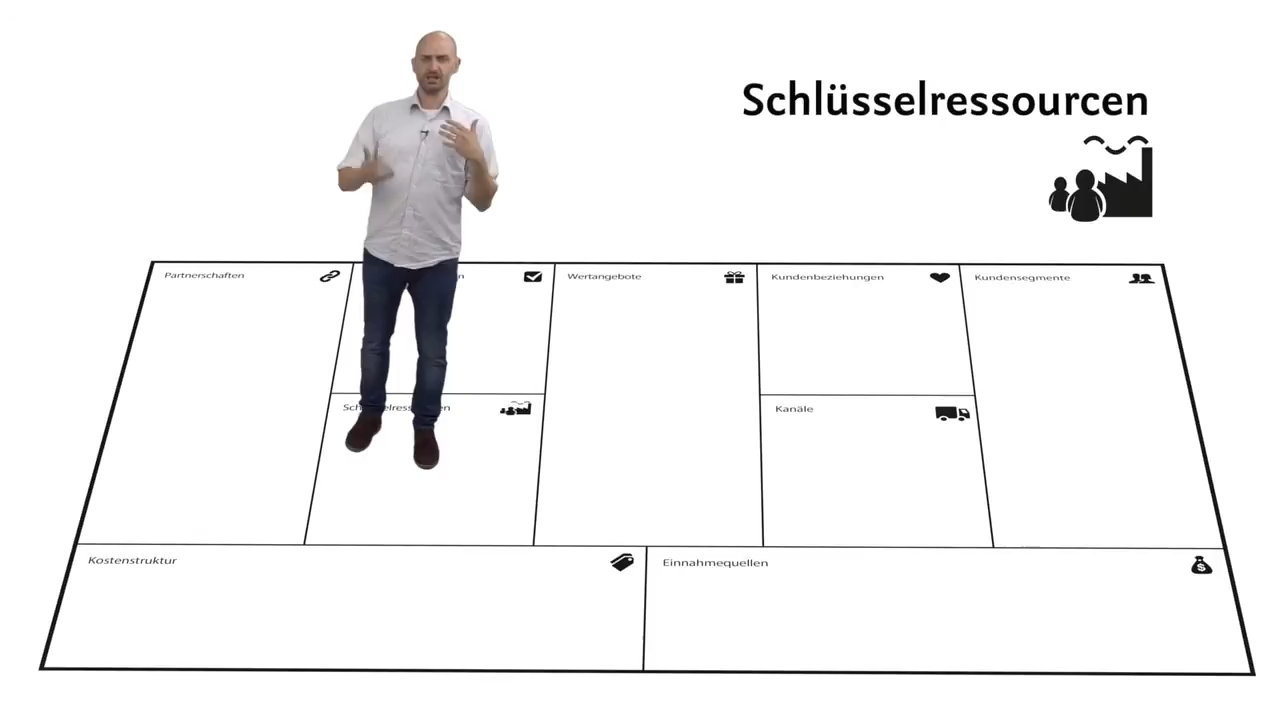 Schlüsselressourcen
Partnerschaften
Wertangebote
Kundenbeziehungen
Kundensegmente
Kanäle
Kostenstruktur
Einnahmequellen
$